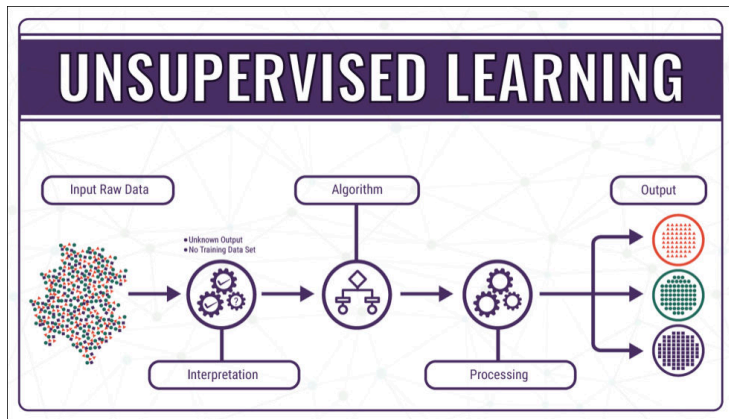 UNSUPERVISED LEARNING
Input Raw Data
Algorithm
Output
• Unknown Output
• No Training Data Set
?
Interpretation
Processing